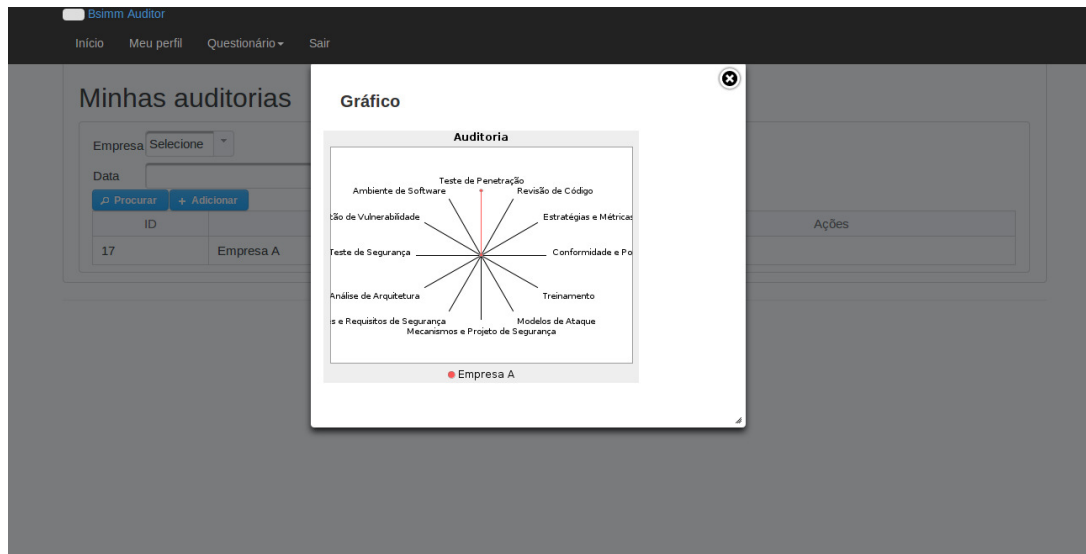 Bsimm Auditor
Início Meu perfil Questionário Sair
Minhas auditorias
Empresa Selecione
Data
Procurar + Adicionar
ID Ações
17 Empresa A
Gráfico
Auditoria
Teste de Penetração
Ambiente de Software Revisão de Código
tão de Vulnerabilidade Estratégias e Métricas
Teste de Segurança Conformidade e Po
Análise de Arquitetura Treinamento
s e Requisitos de Segurança Modelos de Ataque
Mecanismos e Projeto de Segurança
Empresa A